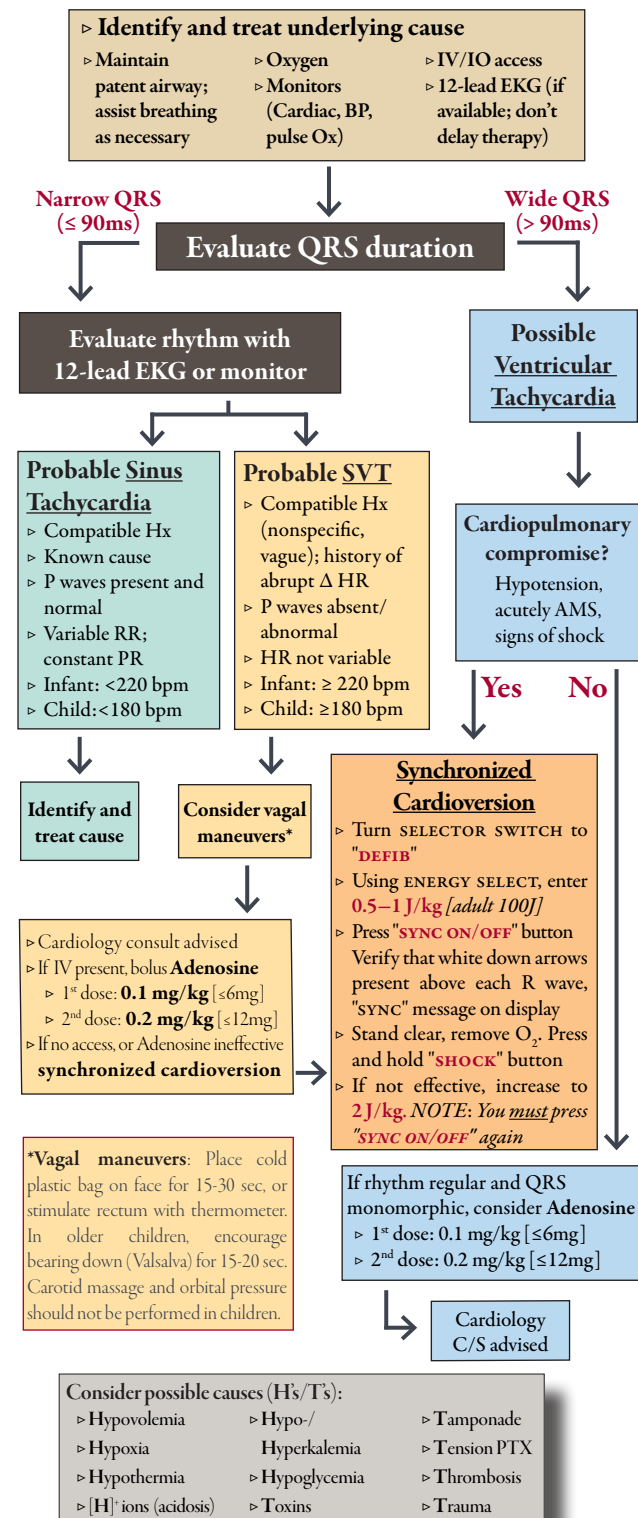 ▹ Identify and treat underlying cause
▹ Maintain
patent airway;
assist breathing
as necessary
▹ Oxygen
▹ Monitors
(Cardiac, BP,
pulse Ox)
▹ IV/IO access
▹ 12-lead EKG (if
available; don't
delay therapy)
Narrow QRS
(≤ 90ms)
Wide QRS
(> 90ms)
Evaluate QRS duration
Evaluate rhythm with
12-lead EKG or monitor
Possible
Ventricular
Tachycardia
Probable Sinus
Tachycardia
▹ Compatible Hx
▹ Known cause
▹ P waves present and
normal
▹ Variable RR;
constant PR
▹ Infant: <220 bpm
▹ Child:<180 bpm
Probable SVT
▹ Compatible Hx
(nonspecific,
vague); history of
abrupt Δ HR
▹ P waves absent/
abnormal
▹ HR not variable
▹ Infant: ≥ 220 bpm
▹ Child: ≥180 bpm
Cardiopulmonary
compromise?
Hypotension,
acutely AMS,
signs of shock
Yes
No
Identify and
treat cause
Consider vagal
maneuvers*
Synchronized
Cardioversion
▹ Turn SELECTOR SWITCH to
"DEFIB"
▹ Using ENERGY SELECT, enter
0.5–1 J/kg [adult 100J]
▹ Press "SYNC ON/OFF" button
Verify that white down arrows
present above each R wave,
"SYNC" message on display
▹ Stand clear, remove O₂. Press
and hold "SHOCK" button
▹ If not effective, increase to
2 J/kg. NOTE: You must press
"SYNC ON/OFF" again
▹ Cardiology consult advised
▹ If IV present, bolus Adenosine
▹ 1st dose: 0.1 mg/kg [≤6mg]
▹ 2nd dose: 0.2 mg/kg [≤12mg]
▹ If no access, or Adenosine ineffective
synchronized cardioversion
*Vagal maneuvers: Place cold
plastic bag on face for 15-30 sec, or
stimulate rectum with thermometer.
In older children, encourage
bearing down (Valsalva) for 15-20 sec.
Carotid massage and orbital pressure
should not be performed in children.
If rhythm regular and QRS
monomorphic, consider Adenosine
▹ 1st dose: 0.1 mg/kg [≤6mg]
▹ 2nd dose: 0.2 mg/kg [≤12mg]
Cardiology
C/S advised
Consider possible causes (H's/T's):
▹ Hypovolemia
▹ Hypoxia
▹ Hypothermia
▹ [H]⁺ ions (acidosis)
▹ Hypo-/
Hyperkalemia
▹ Hypoglycemia
▹ Toxins
▹ Tamponade
▹ Tension PTX
▹ Thrombosis
▹ Trauma